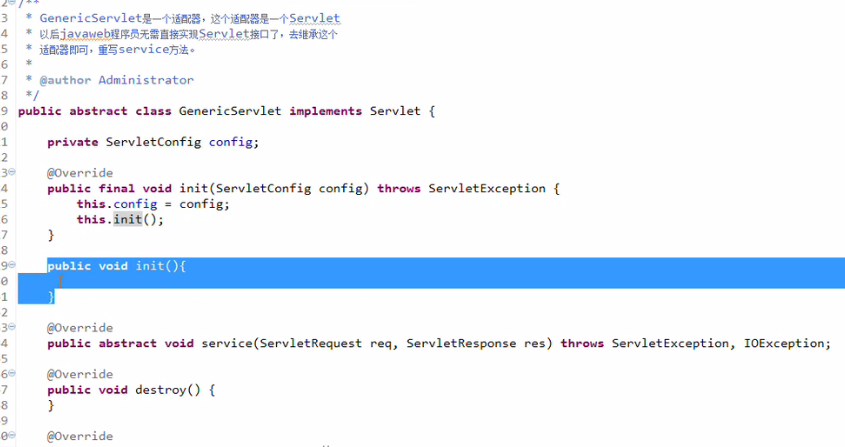 2 /**
3 * GenericServlet是一个适配器，这个适配器是一个Servlet
4 * 以后javaweb程序员无需直接实现Servlet接口了，去继承这个
5 * 适配器即可，重写service方法。
6 *
7 * @author Administrator
8 */
9 public abstract class GenericServlet implements Servlet {
0
1 private ServletConfig config;
2
3 @Override
4 public final void init(ServletConfig config) throws ServletException {
5 this.config = config;
6 this.init();
7 }
8
9 public void init(){
0
1 }
2
3 @Override
4 public abstract void service(ServletRequest req, ServletResponse res) throws ServletException, IOException;
5
6 @Override
7 public void destroy() {
8 }
9
0 @Override